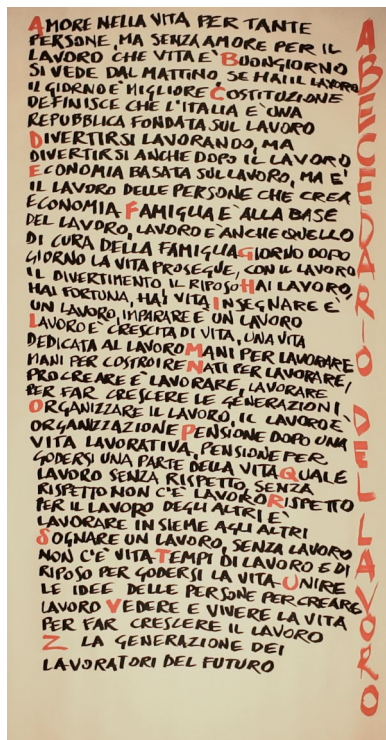 AMORE NELLA VITA PER TANTE
PERSONE, MA SENZA AMORE PER IL
LAVORO CHE VITA E' BUONGIORNO
SI VEDE DAL MATTINO, SE HAI IL LAVORO
IL GIORNO E' MIGLIORE COSTITUZIONE
DEFINISCE CHE L'ITALIA E' UNA
REPUBBLICA FONDATA SUL LAVORO
DIVERTIRSI LAVORANDO, MA
DIVERTIRSI ANCHE DOPO IL LAVORO
ECONOMIA BASATA SUL LAVORO, MA E'
IL LAVORO DELLE PERSONE CHE CREA
ECONOMIA FAMIGLIA E' ALLA BASE
DEL LAVORO, LAVORO E' ANCHE QUELLO
DI CURA DELLA FAMIGLIA GIORNO DOPO
GIORNO LA VITA PROSEGUE, CON IL LAVORO
IL DIVERTIMENTO, IL RIPOSO HAI LAVORO,
HAI FORTUNA, HAI VITA INSEGNARE E'
UN LAVORO, IMPARARE E' UN LAVORO
LAVORO E' CRESCITA DI VITA, UNA VITA
DEDICATA AL LAVORO MANI PER LAVORARE
MANI PER COSTRUIRE NATI PER LAVORARE,
PROCREARE E' LAVORARE, LAVORARE
PER FAR CRESCERE LE GENERAZIONI
ORGANIZZARE IL LAVORO, IL LAVORO E'
ORGANIZZAZIONE PENSIONE DOPO UNA
VITA LAVORATIVA, PENSIONE PER
GODERSI UNA PARTE DELLA VITA QUALE
LAVORO SENZA RISPETTO, SENZA
RISPETTO NON C'E' LAVORO RISPETTO
PER IL LAVORO DEGLI ALTRI E'
LAVORARE INSIEME AGLI ALTRI
SOGNARE UN LAVORO, SENZA LAVORO
NON C'E' VITA TEMPI DI LAVORO E DI
RIPOSO PER GODERSI LA VITA UNIRE
LE IDEE DELLE PERSONE PER CREARE
LAVORO VEDERE E VIVERE LA VITA
PER FAR CRESCERE IL LAVORO
Z LA GENERAZIONE DEI
LAVORATORI DEL FUTURO
ABECEDARIO DEL LAVORO